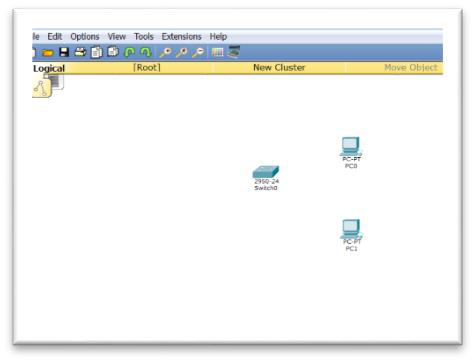 le Edit Options View Tools Extensions Help
Logical [Root] New Cluster Move Object
PC-PT
PC0
2950-24
Switch0
PC-PT
PC1